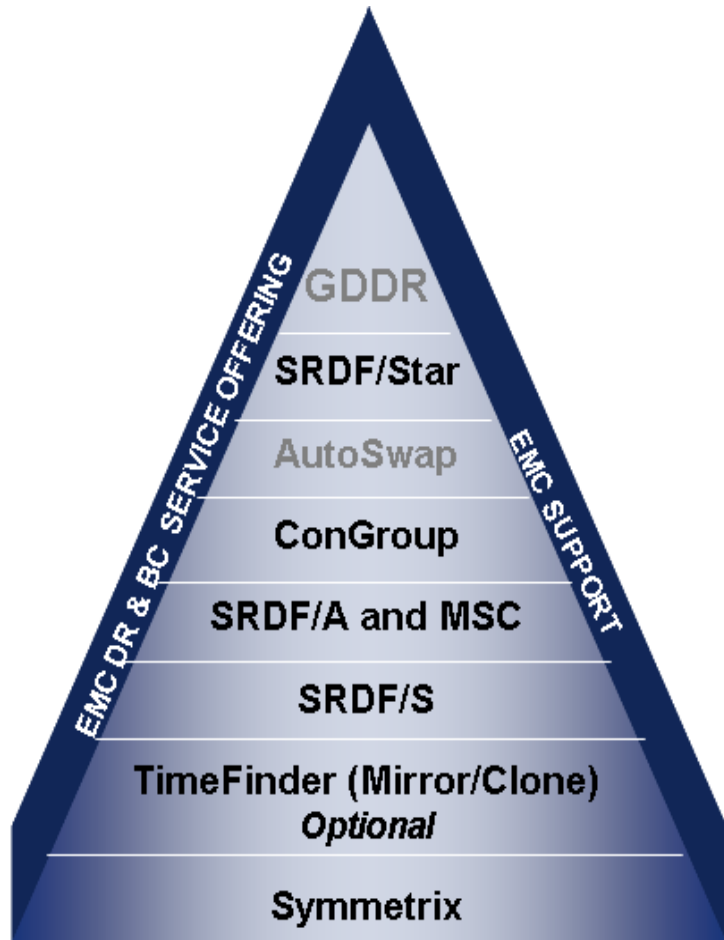 GDDR
SRDF/Star
AutoSwap
ConGroup
SRDF/A and MSC
SRDF/S
TimeFinder (Mirror/Clone)
Optional
Symmetrix
EMC DR & BC SERVICE OFFERING
EMC SUPPORT